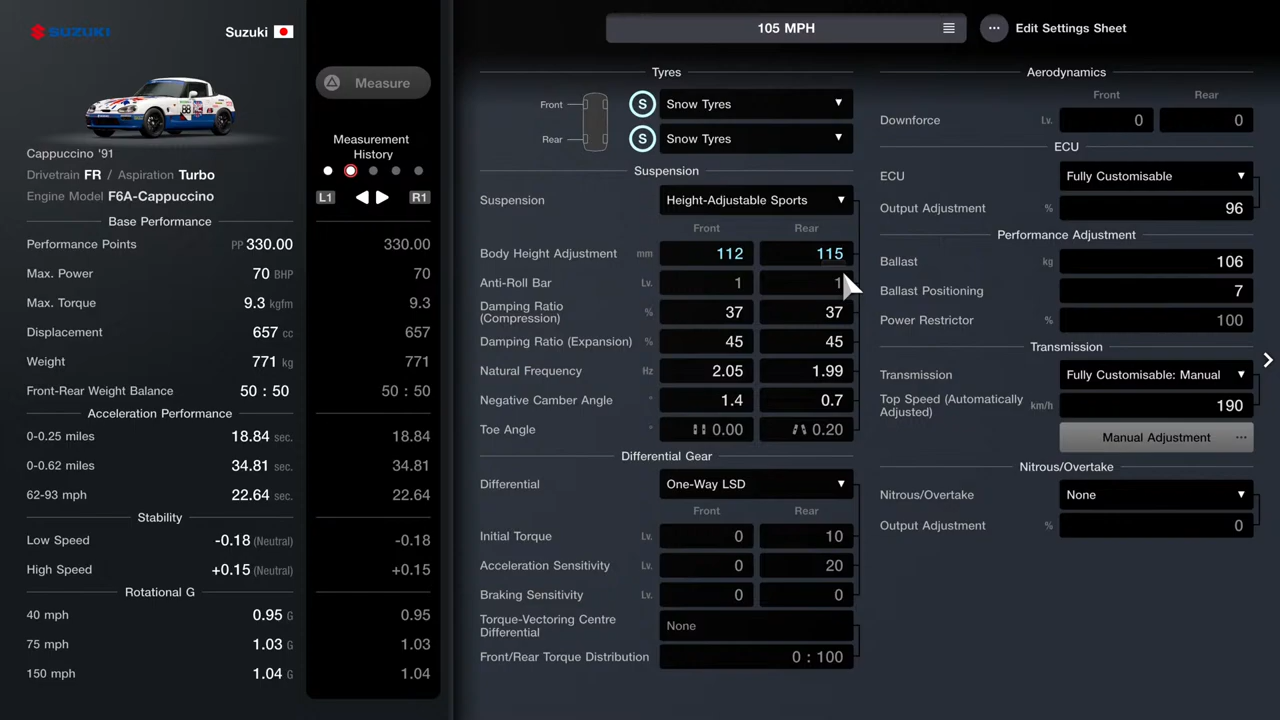 SUZUKI
Suzuki
Cappuccino '91
Drivetrain FR / Aspiration Turbo
Engine Model F6A-Cappuccino
Base Performance
Performance Points PP 330.00
Max. Power 70 BHP
Max. Torque 9.3 kgfm
Displacement 657 cc
Weight 771 kg
Front-Rear Weight Balance 50 : 50
Acceleration Performance
0-0.25 miles 18.84 sec.
0-0.62 miles 34.81 sec.
62-93 mph 22.64 sec.
Stability
Low Speed -0.18 (Neutral)
High Speed +0.15 (Neutral)
Rotational G
40 mph 0.95 G
75 mph 1.03 G
150 mph 1.04 G
Measure
Measurement
History
L1 R1
330.00
70
9.3
657
771
50 : 50
18.84
34.81
22.64
-0.18
+0.15
0.95
1.03
1.04
105 MPH
Edit Settings Sheet
Tyres
Front S Snow Tyres
Rear S Snow Tyres
Suspension
Suspension Height-Adjustable Sports
Front Rear
Body Height Adjustment mm 112 115
Anti-Roll Bar Lv. 1 1
Damping Ratio
(Compression) % 37 37
Damping Ratio (Expansion) % 45 45
Natural Frequency Hz 2.05 1.99
Negative Camber Angle ° 1.4 0.7
Toe Angle ° 0.00 0.20
Differential Gear
Differential One-Way LSD
Front Rear
Initial Torque Lv. 0 10
Acceleration Sensitivity Lv. 0 20
Braking Sensitivity Lv. 0 0
Torque-Vectoring Centre
Differential None
Front/Rear Torque Distribution 0 : 100
Aerodynamics
Front Rear
Downforce Lv. 0 0
ECU
ECU Fully Customisable
Output Adjustment % 96
Performance Adjustment
Ballast kg 106
Ballast Positioning 7
Power Restrictor % 100
Transmission
Transmission Fully Customisable: Manual
Top Speed (Automatically
Adjusted) km/h 190
Manual Adjustment
Nitrous/Overtake
Nitrous/Overtake None
Output Adjustment % 0